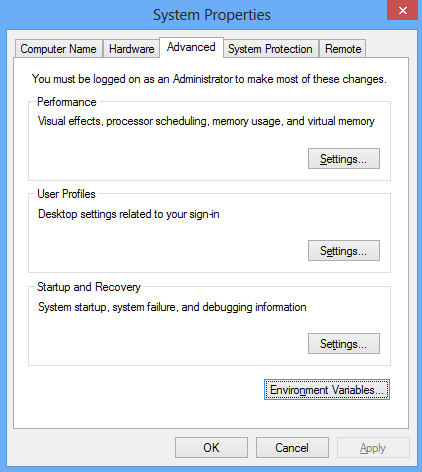 System Properties
Computer Name Hardware Advanced System Protection Remote
You must be logged on as an Administrator to make most of these changes.
Performance
Visual effects, processor scheduling, memory usage, and virtual memory
Settings...
User Profiles
Desktop settings related to your sign-in
Settings...
Startup and Recovery
System startup, system failure, and debugging information
Settings...
Environment Variables...
OK Cancel Apply